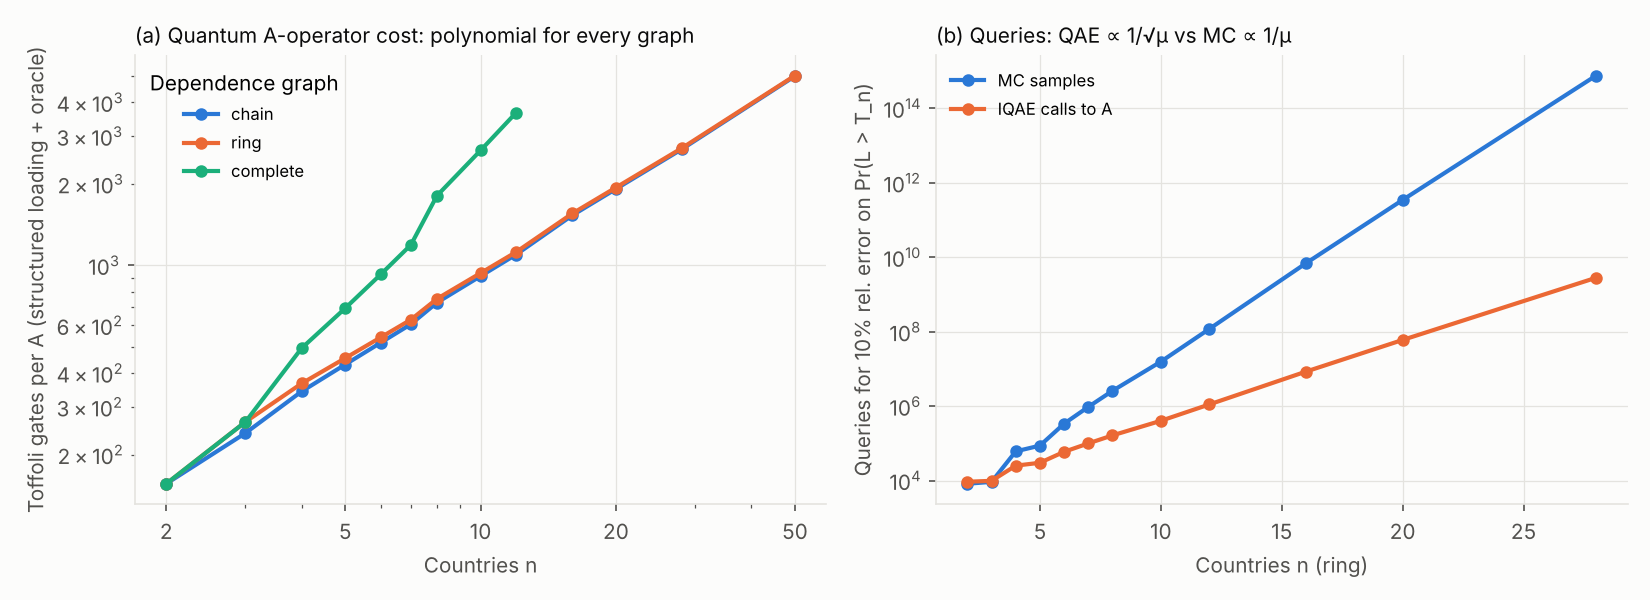 (a) Quantum A-operator cost: polynomial for every graph
Toffoli gates per A (structured loading + oracle)
Dependence graph
chain
ring
complete
4 × 10³
3 × 10³
2 × 10³
10³
6 × 10²
4 × 10²
3 × 10²
2 × 10²
2
5
10
20
50
Countries n
(b) Queries: QAE ∝ 1/√μ vs MC ∝ 1/μ
Queries for 10% rel. error on Pr(L > T_n)
MC samples
IQAE calls to A
10¹⁴
10¹²
10¹⁰
10⁸
10⁶
10⁴
5
10
15
20
25
Countries n (ring)